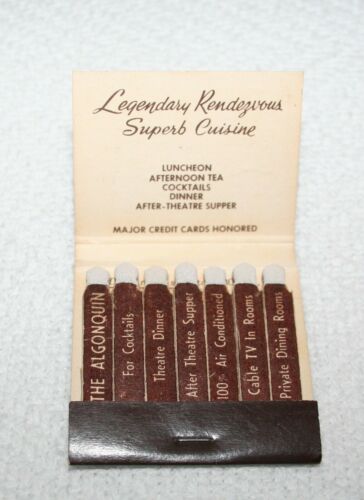 Legendary Rendezvous
Superb Cuisine
LUNCHEON
AFTERNOON TEA
COCKTAILS
DINNER
AFTER-THEATRE SUPPER
MAJOR CREDIT CARDS HONORED
THE ALGONQUIN
For Cocktails
Theatre Dinner
After Theatre Supper
100% Air Conditioned
Cable TV In Rooms
Private Dining Rooms